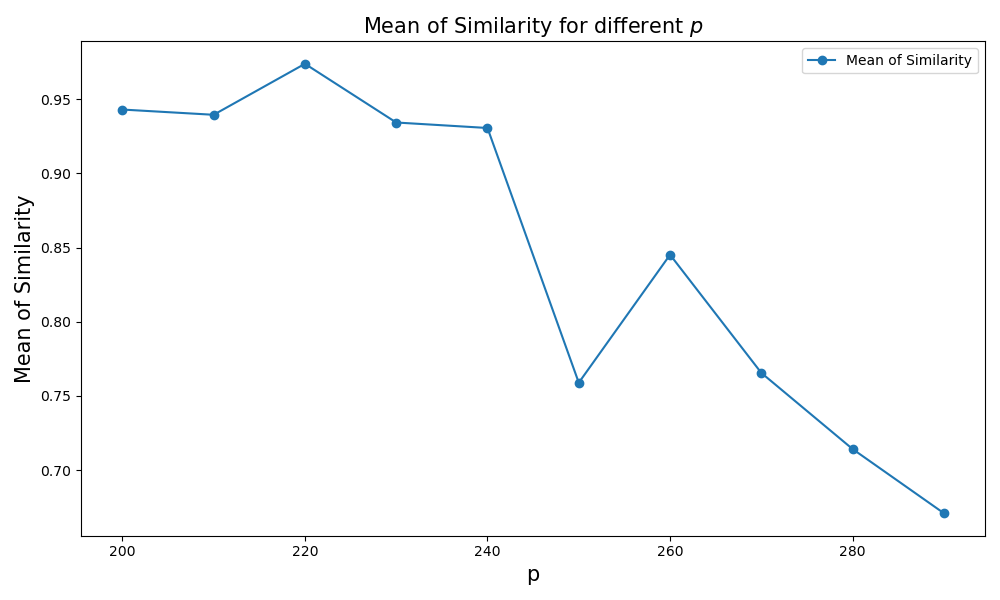 Mean of Similarity for different p
Mean of Similarity
0.95
0.90
0.85
0.80
0.75
0.70
Mean of Similarity
200
220
240
260
280
p